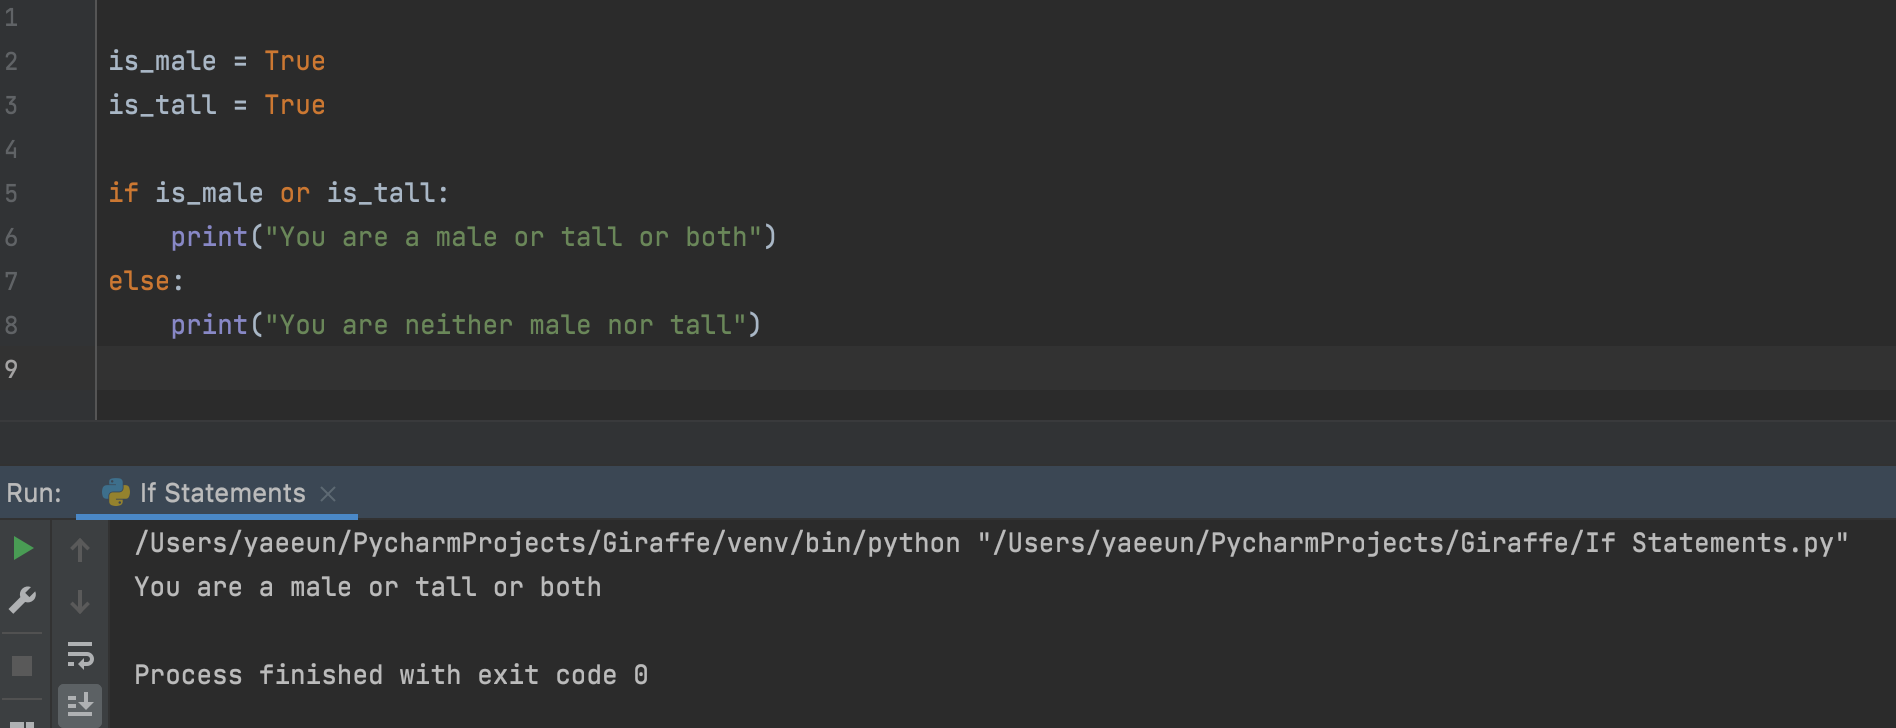 1
2 is_male = True
3 is_tall = True
4
5 if is_male or is_tall:
6     print("You are a male or tall or both")
7 else:
8     print("You are neither male nor tall")
9
Run: If Statements ×
/Users/yaeeun/PycharmProjects/Giraffe/venv/bin/python "/Users/yaeeun/PycharmProjects/Giraffe/If Statements.py"
You are a male or tall or both
Process finished with exit code 0